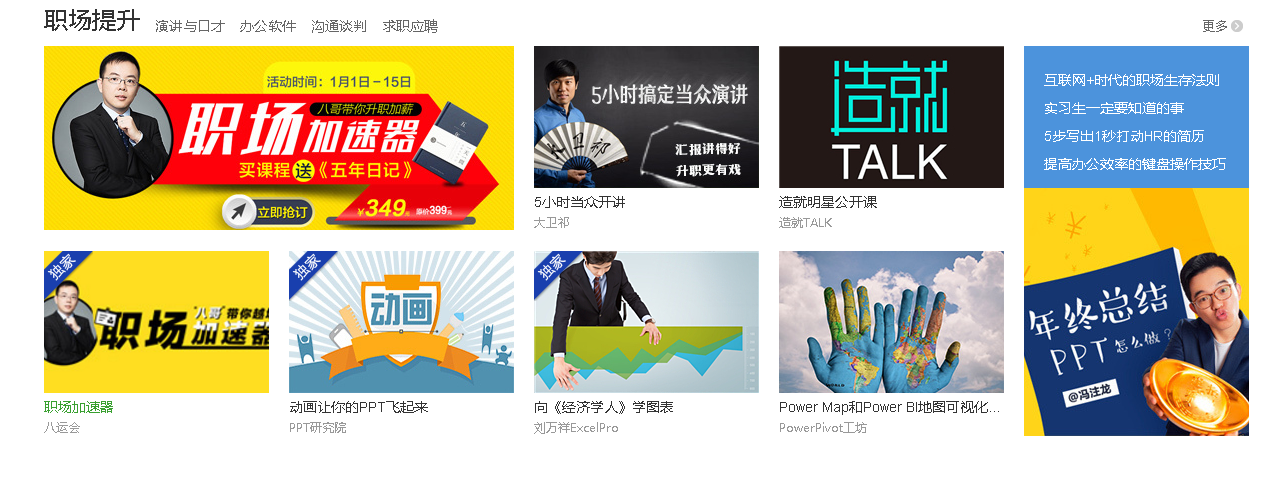 职场提升 演讲与口才 办公软件 沟通谈判 求职应聘 更多
活动时间：1月1日－15日
八哥带你升职加薪
职场加速器
买课程送《五年日记》
立即抢订
¥349元 原价399元
5小时搞定当众演讲
大卫祁
汇报讲得好
升职更有戏
5小时当众开讲
大卫祁
造就
TALK
造就明星公开课
造就TALK
互联网+时代的职场生存法则
实习生一定要知道的事
5步写出1秒打动HR的简历
提高办公效率的键盘操作技巧
独家
"八哥"带你越
职场加速器
职场加速器
八运会
独家
动画
动画让你的PPT飞起来
PPT研究院
独家
向《经济学人》学图表
刘万祥ExcelPro
Power Map和Power BI地图可视化...
PowerPivot工坊
年终总结
PPT怎么做？
@冯注龙